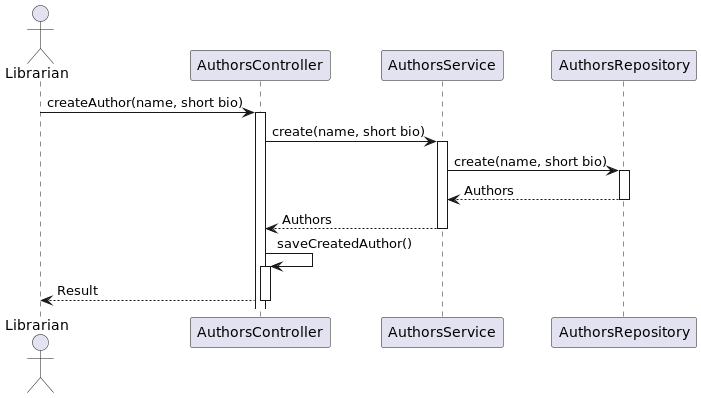 Librarian
AuthorsController
AuthorsService
AuthorsRepository
createAuthor(name, short bio)
create(name, short bio)
create(name, short bio)
Authors
Authors
saveCreatedAuthor()
Result
Librarian
AuthorsController
AuthorsService
AuthorsRepository